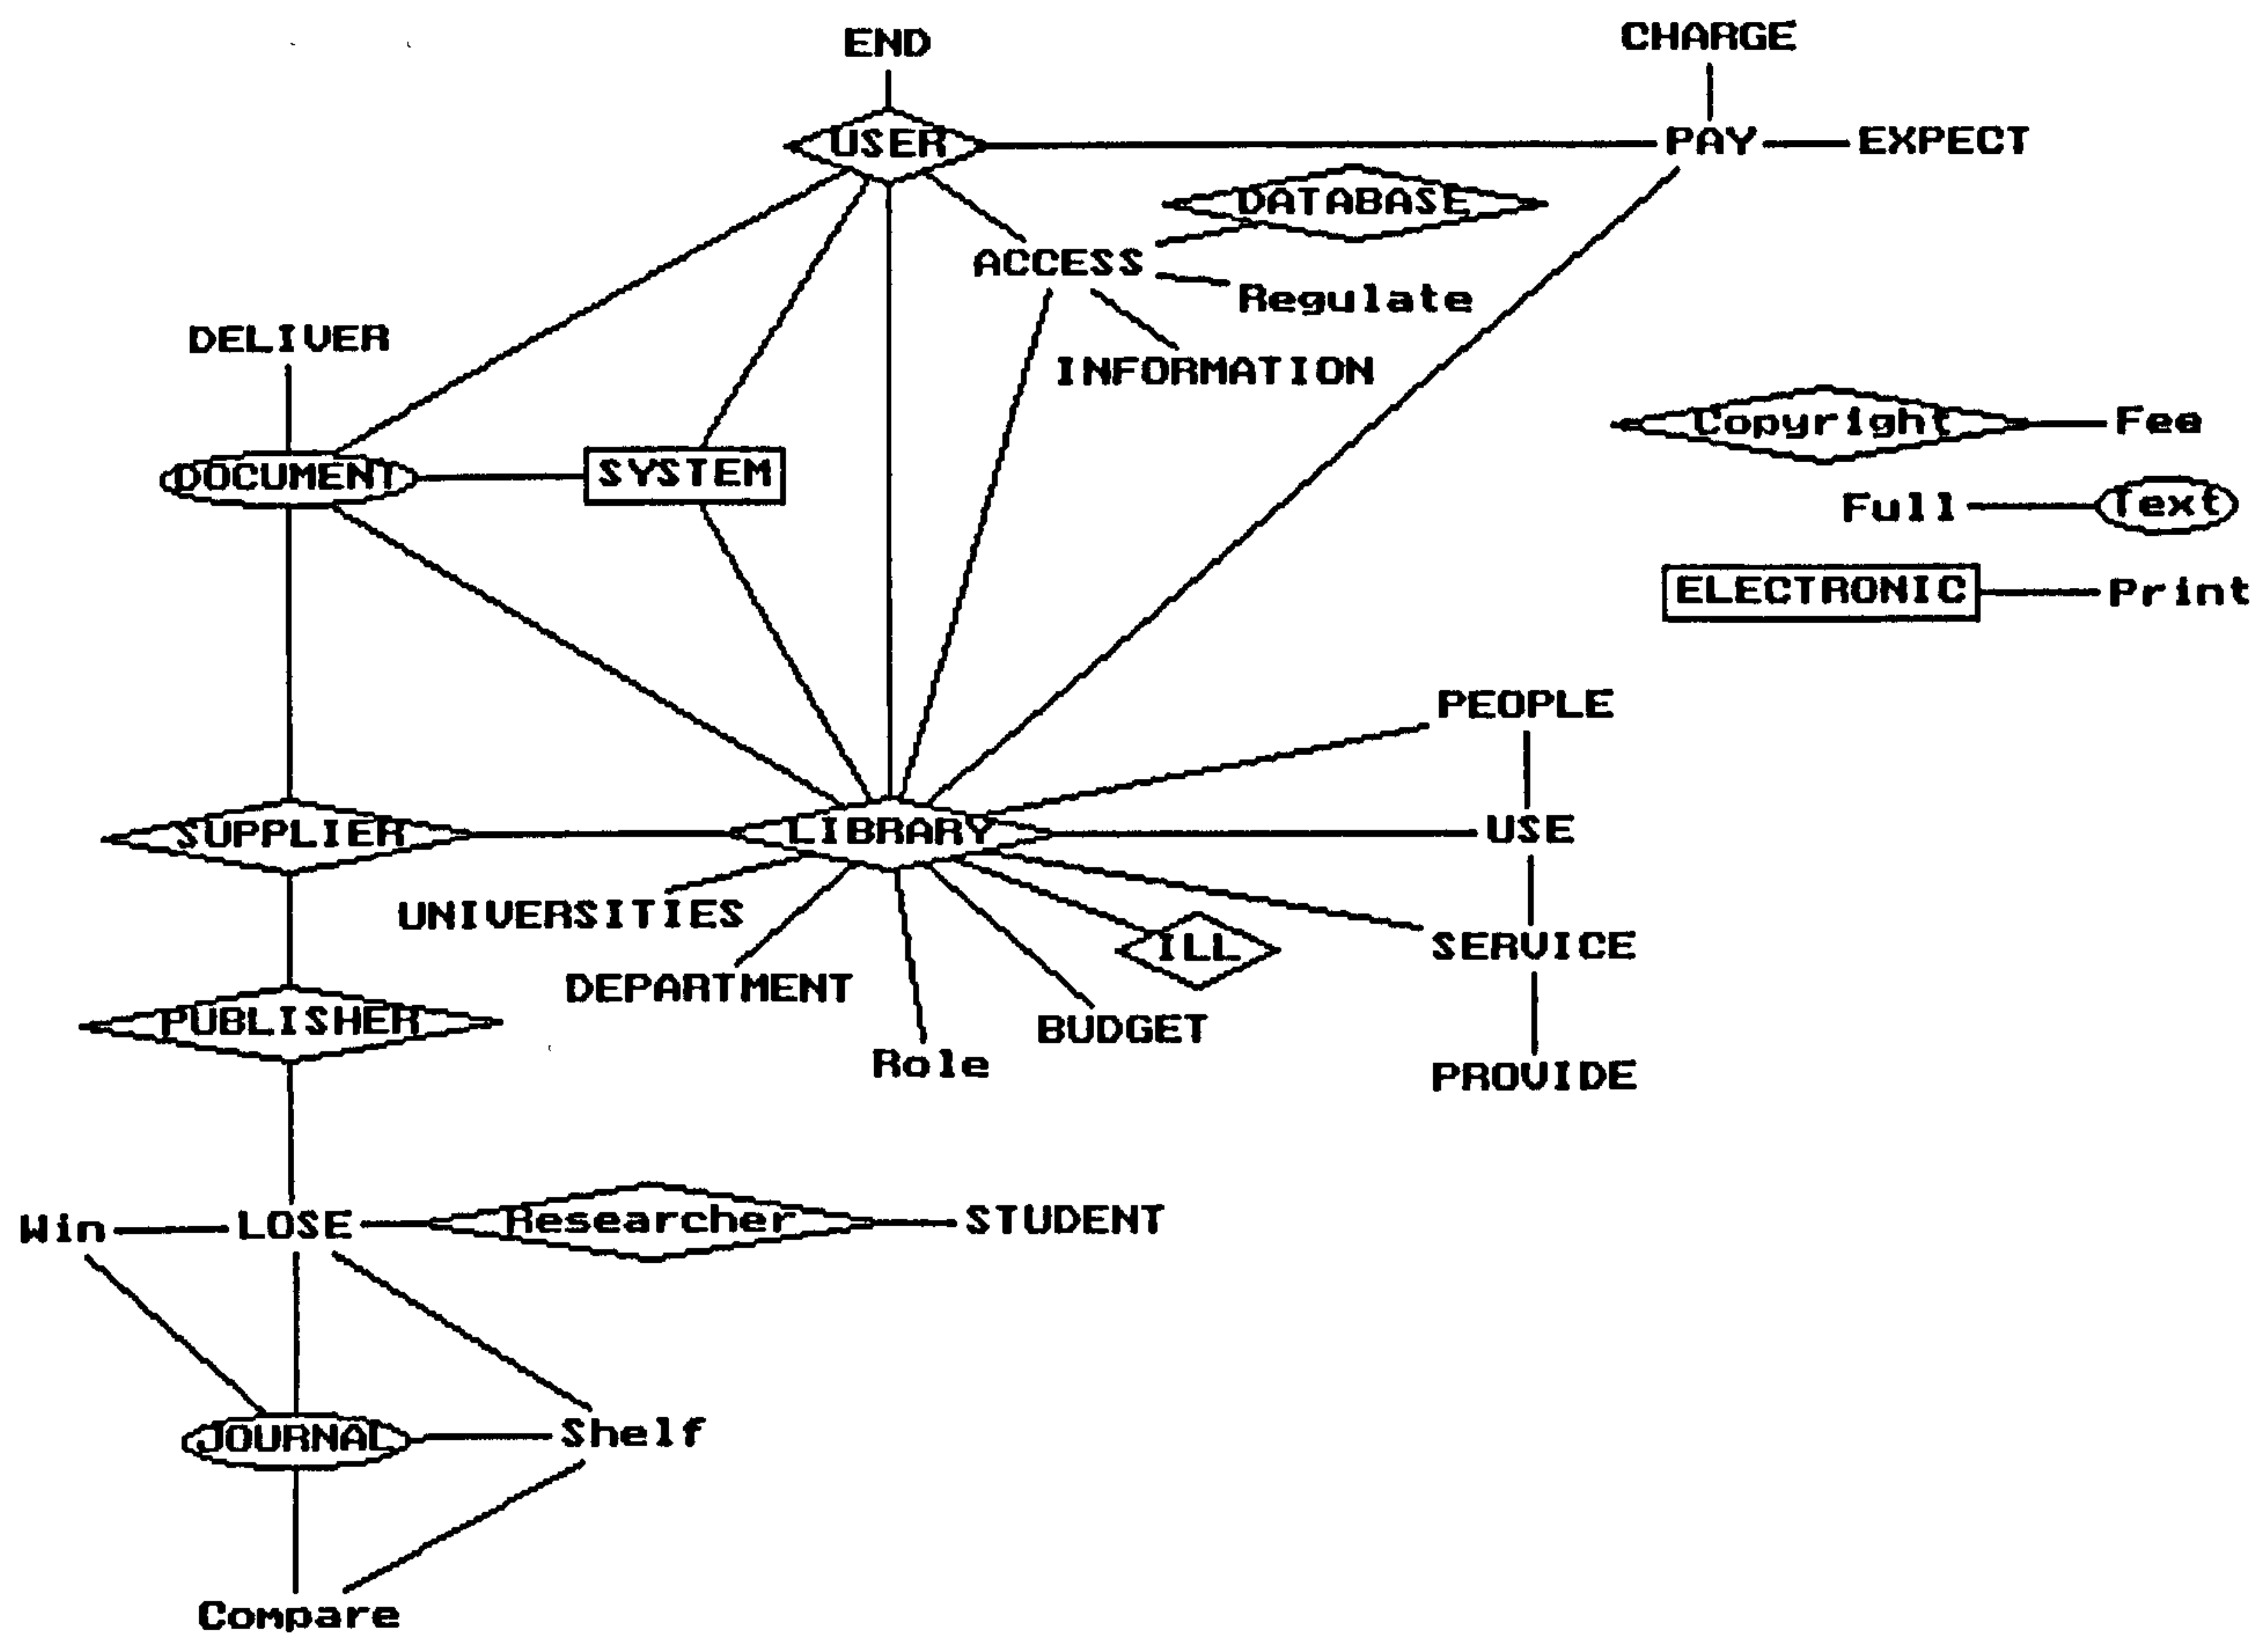 END
CHARGE
USER
PAY
EXPECT
DATABASE
ACCESS
Regulate
DELIVER
INFORMATION
Copyright
Fee
DOCUMENT
SYSTEM
Full
Text
ELECTRONIC
Print
PEOPLE
SUPPLIER
LIBRARY
USE
UNIVERSITIES
ILL
SERVICE
DEPARTMENT
PUBLISHER
BUDGET
Role
PROVIDE
Win
LOSE
Researcher
STUDENT
JOURNAL
Shelf
Compare